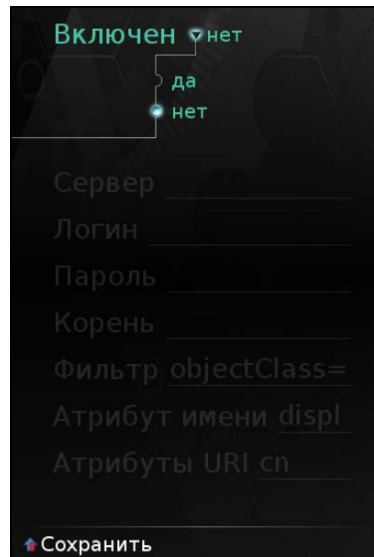 Включен нет
да
нет
Сервер
Логин
Пароль
Корень
Фильтр objectClass=
Атрибут имени displ
Атрибуты URI cn
Сохранить